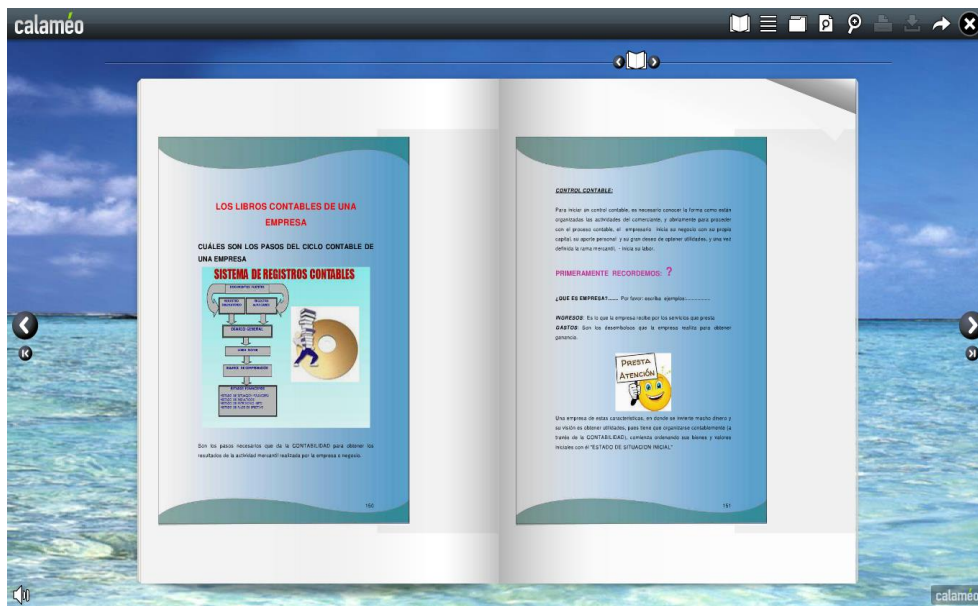 calaméo
LOS LIBROS CONTABLES DE UNA
EMPRESA
CUÁLES SON LOS PASOS DEL CICLO CONTABLE DE
UNA EMPRESA
SISTEMA DE REGISTROS CONTABLES
DIARIO GENERAL
ESTADOS FINANCIEROS
Son los pasos necesarios que da la CONTABILIDAD para obtener los
resultados de la actividad mercantil realizada por la empresa o negocio.
150
CONTROL CONTABLE:
Para iniciar un control contable, es necesario conocer la forma como están
organizadas las actividades del comerciante, y obviamente para proceder
con el proceso contable, el empresario inicia su negocio con su propio
capital, su aporte personal y su gran deseo de optener utilidades, y una vez
definida la rama mercantil, - inicia su labor.
PRIMERAMENTE RECORDEMOS: ?
¿QUE ES EMPRESA?...... Por favor: escriba ejemplos...............
INGRESOS: Es lo que la empresa recibe por los servicios que presta
GASTOS: Son los desembolsos que la empresa realiza para obtener
ganancia.
PRESTA
ATENCIÓN
Una empresa de estas características, en donde se invierte mucho dinero y
su visión es obtener utilidades, pues tiene que organizarse contablemente (a
través de la CONTABILIDAD), comienza ordenando sus bienes y valores
iniciales con el "ESTADO DE SITUACION INICIAL"
151
calaméo